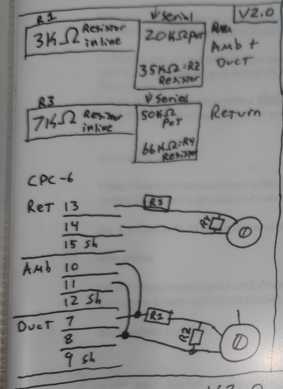 V2.0
R1
3KΩ Resistor
inline
↓ Serial
20KΩ Pot
35KΩ=R2
Resistor
Amb +
Duct
R3
7KΩ Resistor
inline
↓ Series
50KΩ
Pot
66KΩ=R4
Resistor
Return
CPC-6
Ret 13
14
15 sh
R3
R4
Amb 10
11
12 sh
Duct 7
8
9 sh
R1
R2